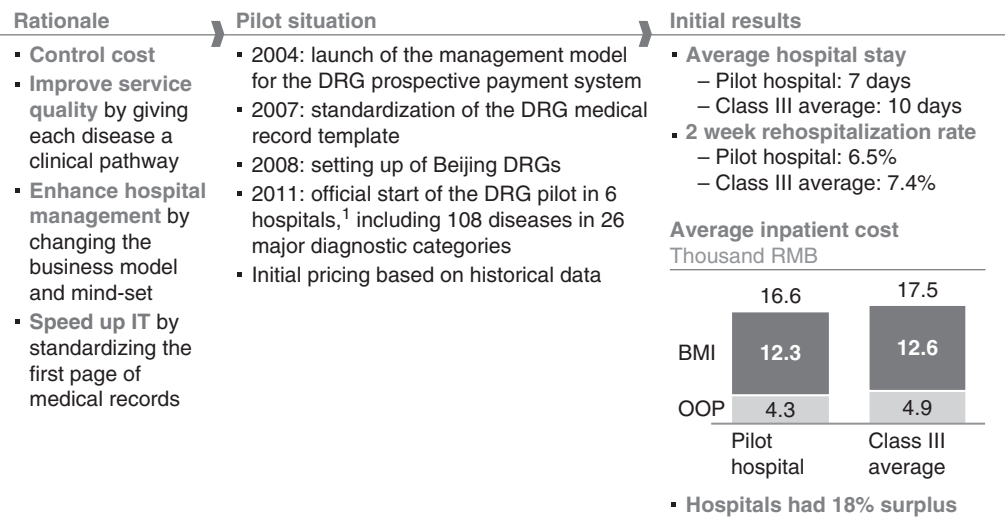 Rationale
Control cost
Improve service
quality by giving
each disease a
clinical pathway
Enhance hospital
management by
changing the
business model
and mind-set
Speed up IT by
standardizing the
first page of
medical records
Pilot situation
2004: launch of the management model
for the DRG prospective payment system
2007: standardization of the DRG medical
record template
2008: setting up of Beijing DRGs
2011: official start of the DRG pilot in 6
hospitals,1 including 108 diseases in 26
major diagnostic categories
Initial pricing based on historical data
Initial results
Average hospital stay
– Pilot hospital: 7 days
– Class III average: 10 days
2 week rehospitalization rate
– Pilot hospital: 6.5%
– Class III average: 7.4%
Average inpatient cost
Thousand RMB
16.6 17.5
BMI 12.3 12.6
OOP 4.3 4.9
Pilot Class III
hospital average
Hospitals had 18% surplus